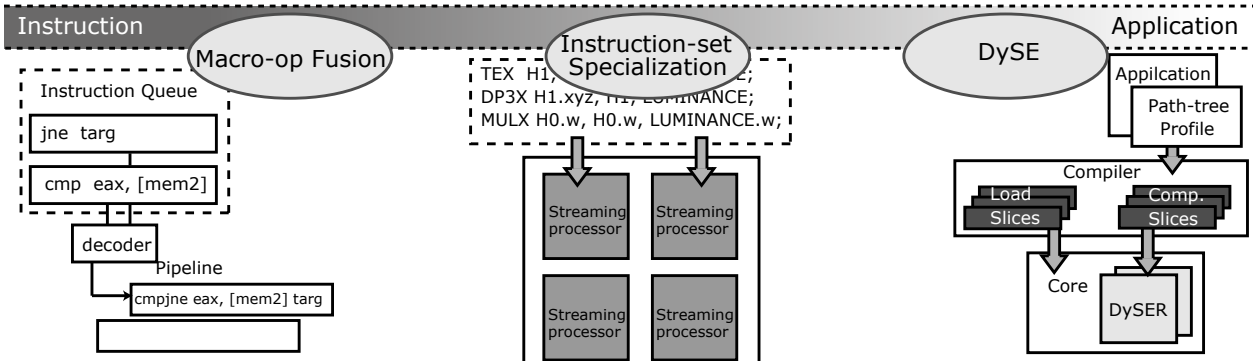 Instruction
Application
Macro-op Fusion
Instruction-set
Specialization
DySE
Instruction Queue
jne targ
cmp eax, [mem2]
decoder
Pipeline
cmpjne eax, [mem2] targ
TEX H1,
E;
DP3X H1.xyz, H1, LUMINANCE;
MULX H0.w, H0.w, LUMINANCE.w;
Streaming
processor
Streaming
processor
Streaming
processor
Streaming
processor
Appilcation
Path-tree
Profile
Compiler
Load
Slices
Comp.
Slices
Core
DySER